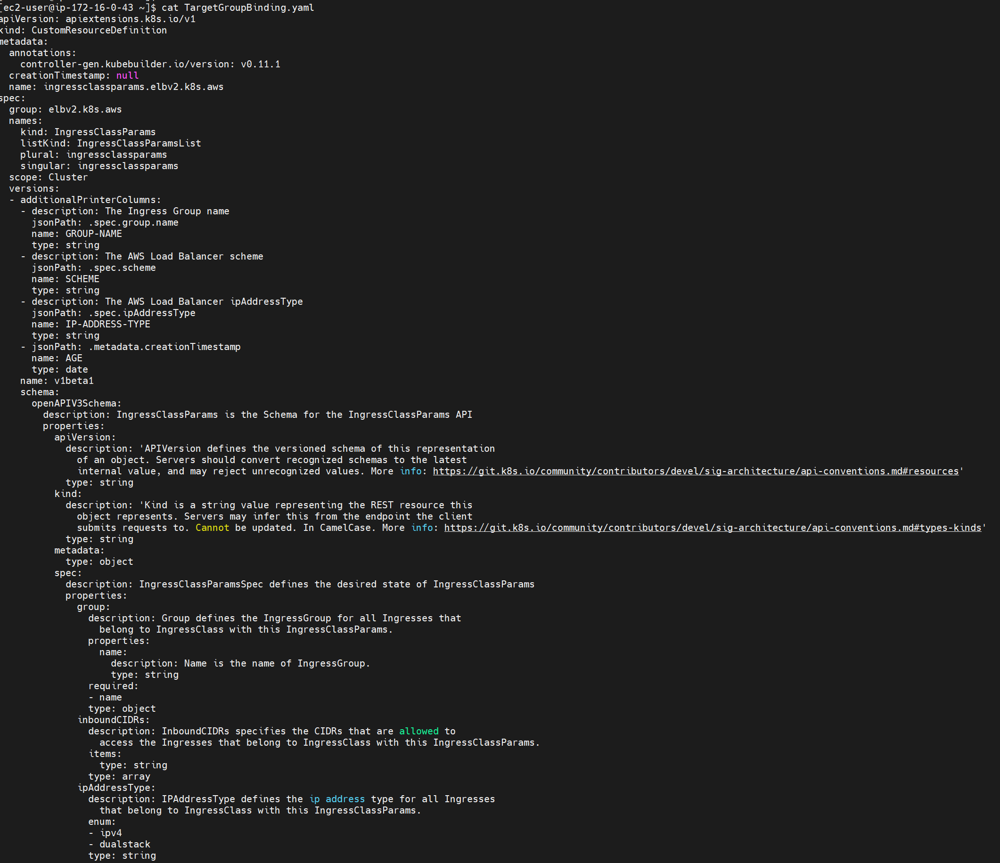 [ec2-user@ip-172-16-0-43 ~]$ cat TargetGroupBinding.yaml
apiVersion: apiextensions.k8s.io/v1
kind: CustomResourceDefinition
metadata:
  annotations:
    controller-gen.kubebuilder.io/version: v0.11.1
  creationTimestamp: null
  name: ingressclassparams.elbv2.k8s.aws
spec:
  group: elbv2.k8s.aws
  names:
    kind: IngressClassParams
    listKind: IngressClassParamsList
    plural: ingressclassparams
    singular: ingressclassparams
  scope: Cluster
  versions:
  - additionalPrinterColumns:
    - description: The Ingress Group name
      jsonPath: .spec.group.name
      name: GROUP-NAME
      type: string
    - description: The AWS Load Balancer scheme
      jsonPath: .spec.scheme
      name: SCHEME
      type: string
    - description: The AWS Load Balancer ipAddressType
      jsonPath: .spec.ipAddressType
      name: IP-ADDRESS-TYPE
      type: string
    - jsonPath: .metadata.creationTimestamp
      name: AGE
      type: date
    name: v1beta1
    schema:
      openAPIV3Schema:
        description: IngressClassParams is the Schema for the IngressClassParams API
        properties:
          apiVersion:
            description: 'APIVersion defines the versioned schema of this representation
              of an object. Servers should convert recognized schemas to the latest
              internal value, and may reject unrecognized values. More info: https://git.k8s.io/community/contributors/devel/sig-architecture/api-conventions.md#resources'
            type: string
          kind:
            description: 'Kind is a string value representing the REST resource this
              object represents. Servers may infer this from the endpoint the client
              submits requests to. Cannot be updated. In CamelCase. More info: https://git.k8s.io/community/contributors/devel/sig-architecture/api-conventions.md#types-kinds'
            type: string
          metadata:
            type: object
          spec:
            description: IngressClassParamsSpec defines the desired state of IngressClassParams
            properties:
              group:
                description: Group defines the IngressGroup for all Ingresses that
                  belong to IngressClass with this IngressClassParams.
                properties:
                  name:
                    description: Name is the name of IngressGroup.
                    type: string
                required:
                - name
                type: object
              inboundCIDRs:
                description: InboundCIDRs specifies the CIDRs that are allowed to
                  access the Ingresses that belong to IngressClass with this IngressClassParams.
                items:
                  type: string
                type: array
              ipAddressType:
                description: IPAddressType defines the ip address type for all Ingresses
                  that belong to IngressClass with this IngressClassParams.
                enum:
                - ipv4
                - dualstack
                type: string